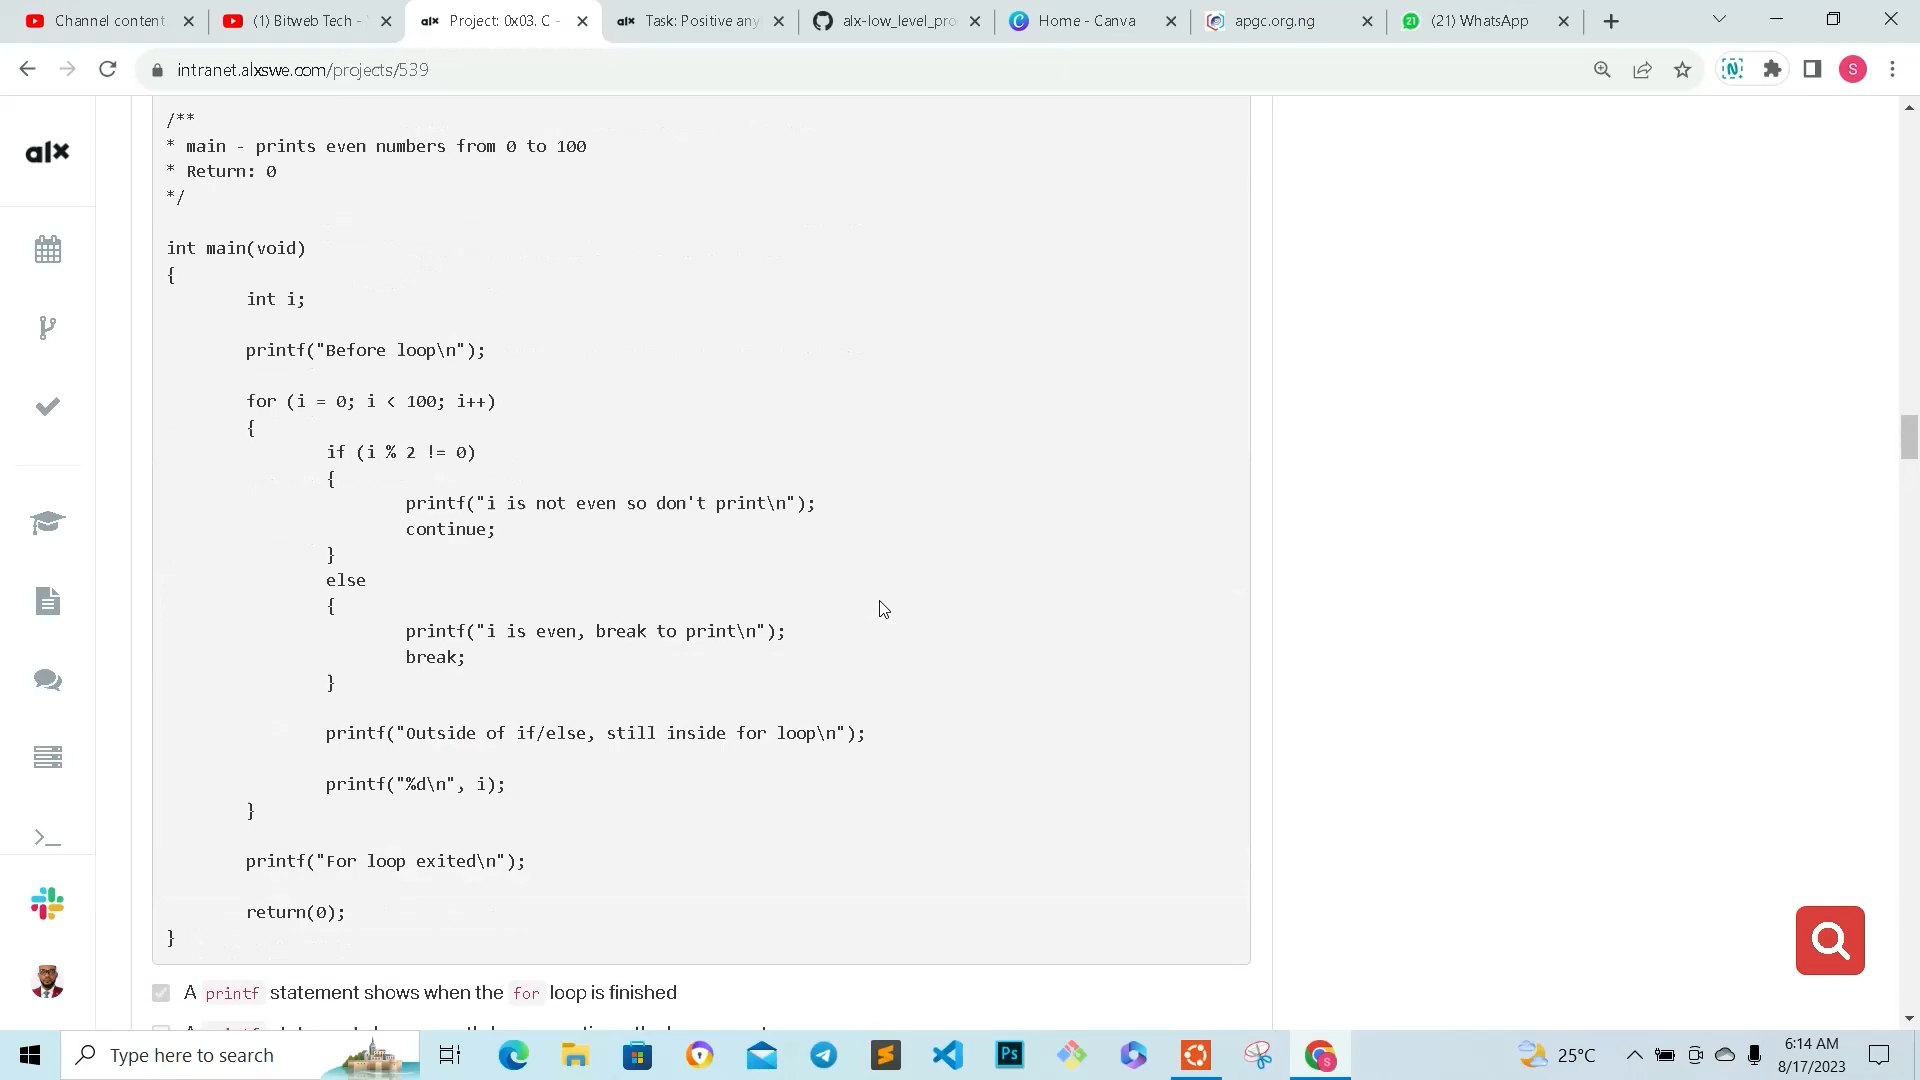 Channel content
(1) Bitweb Tech -
alx Project: 0x03. C -
alx Task: Positive any
alx-low_level_pro
Home - Canva
apgc.org.ng
21 (21) WhatsApp
intranet.alxswe.com/projects/539
S
alx
/**
* main - prints even numbers from 0 to 100
* Return: 0
*/
int main(void)
{
int i;
printf("Before loop\n");
for (i = 0; i < 100; i++)
{
if (i % 2 != 0)
{
printf("i is not even so don't print\n");
continue;
}
else
{
printf("i is even, break to print\n");
break;
}
printf("Outside of if/else, still inside for loop\n");
printf("%d\n", i);
}
printf("For loop exited\n");
return(0);
}
A printf statement shows when the for loop is finished
Type here to search
Ps
S
25°C
6:14 AM
8/17/2023